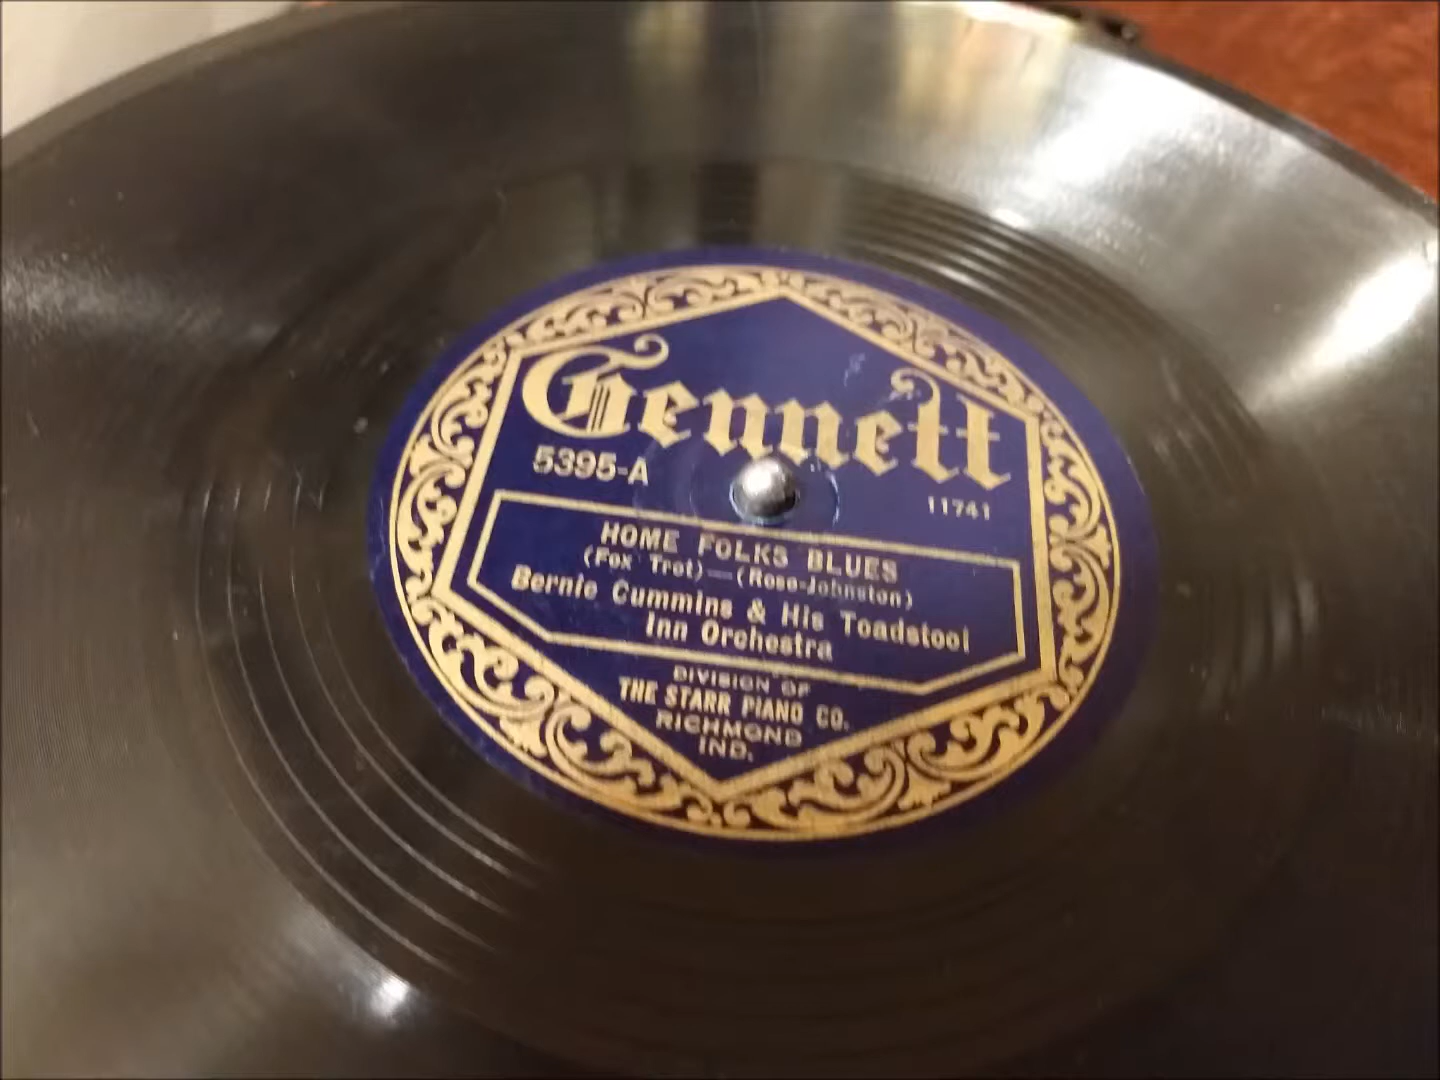 Gennett
5395-A
11741
HOME FOLKS BLUES
(Fox Trot)—(Rose-Johnston)
Bernie Cummins & His Toadstool
Inn Orchestra
DIVISION OF
THE STARR PIANO CO.
RICHMOND
IND.